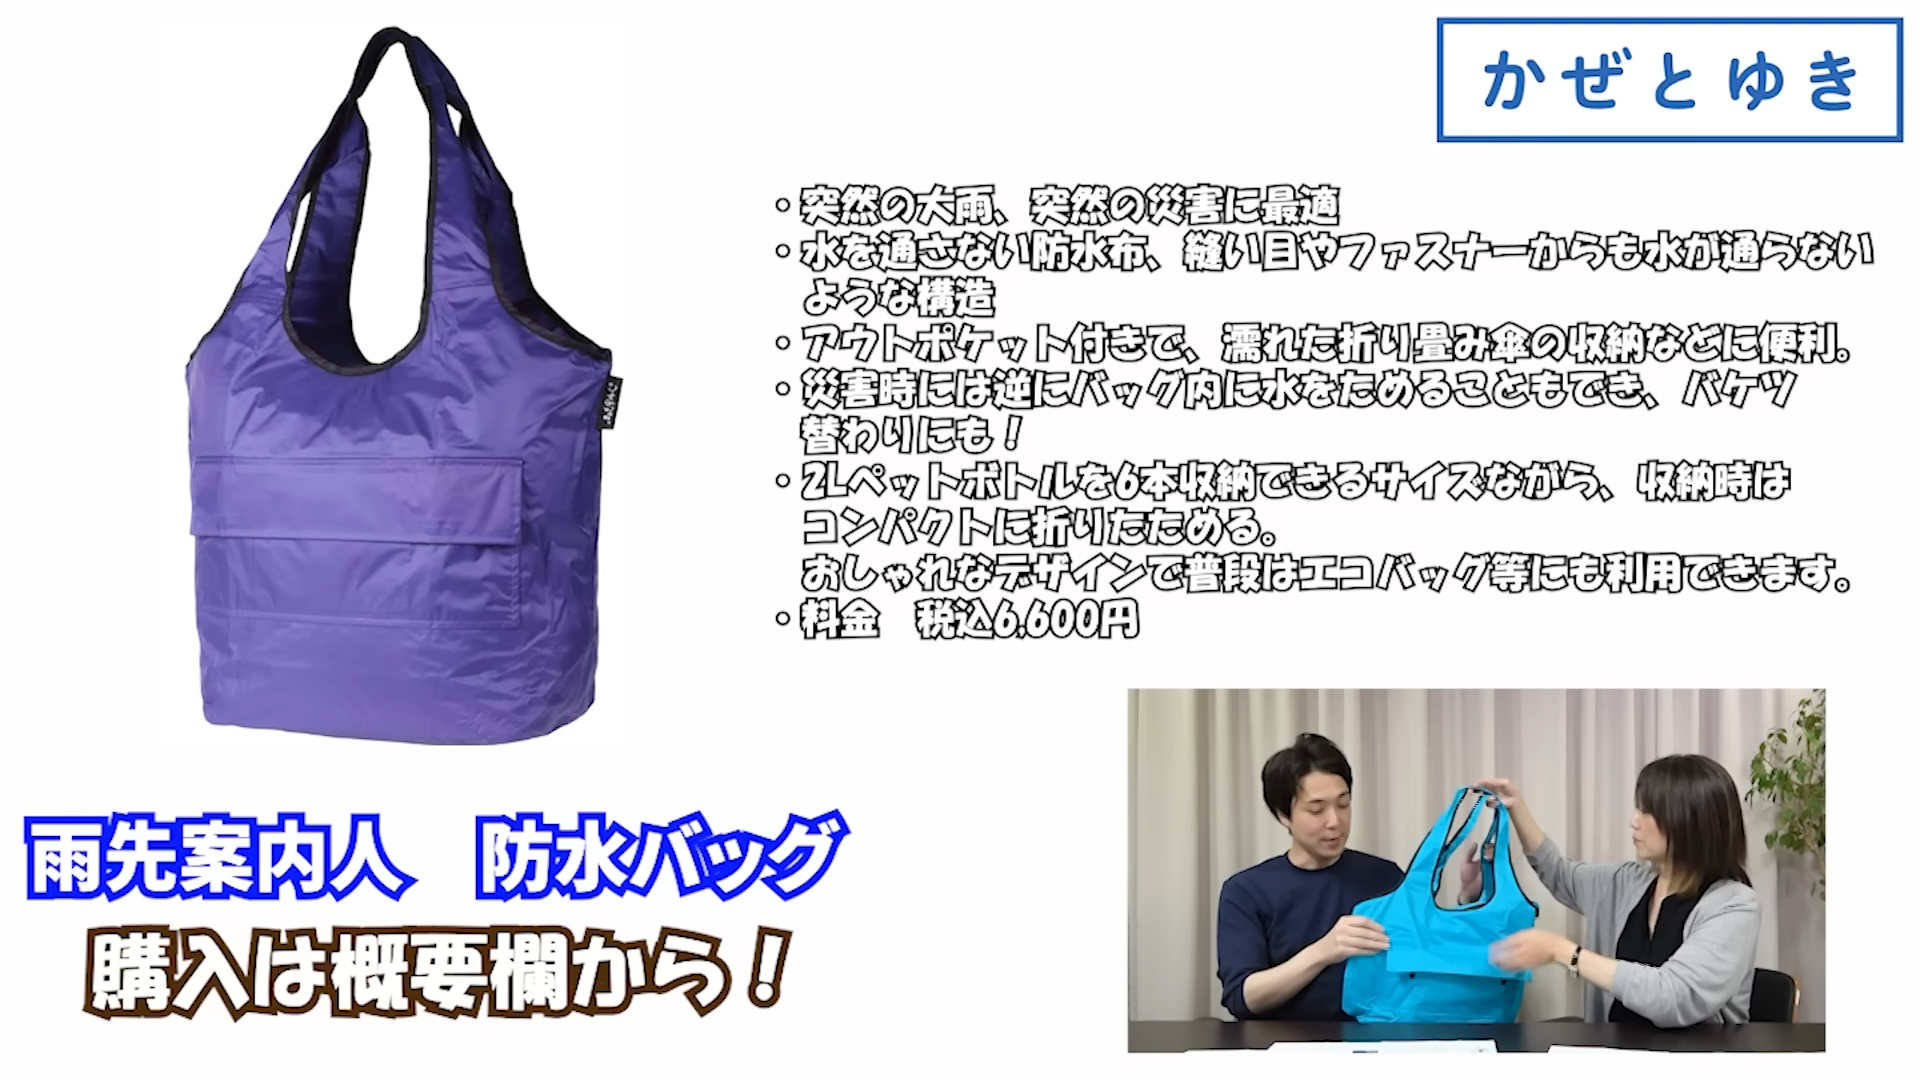 かぜとゆき
・突然の大雨、突然の災害に最適
・水を通さない防水布、縫い目やファスナーからも水が通らない
ような構造
・アウトポケット付きで、濡れた折り畳み傘の収納などに便利。
・災害時には逆にバッグ内に水をためることもでき、バケツ
替わりにも！
・2Lペットボトルを6本収納できるサイズながら、収納時は
コンパクトに折りたためる。
おしゃれなデザインで普段はエコバッグ等にも利用できます。
・料金　税込6,600円
雨先案内人　防水バッグ
購入は概要欄から！